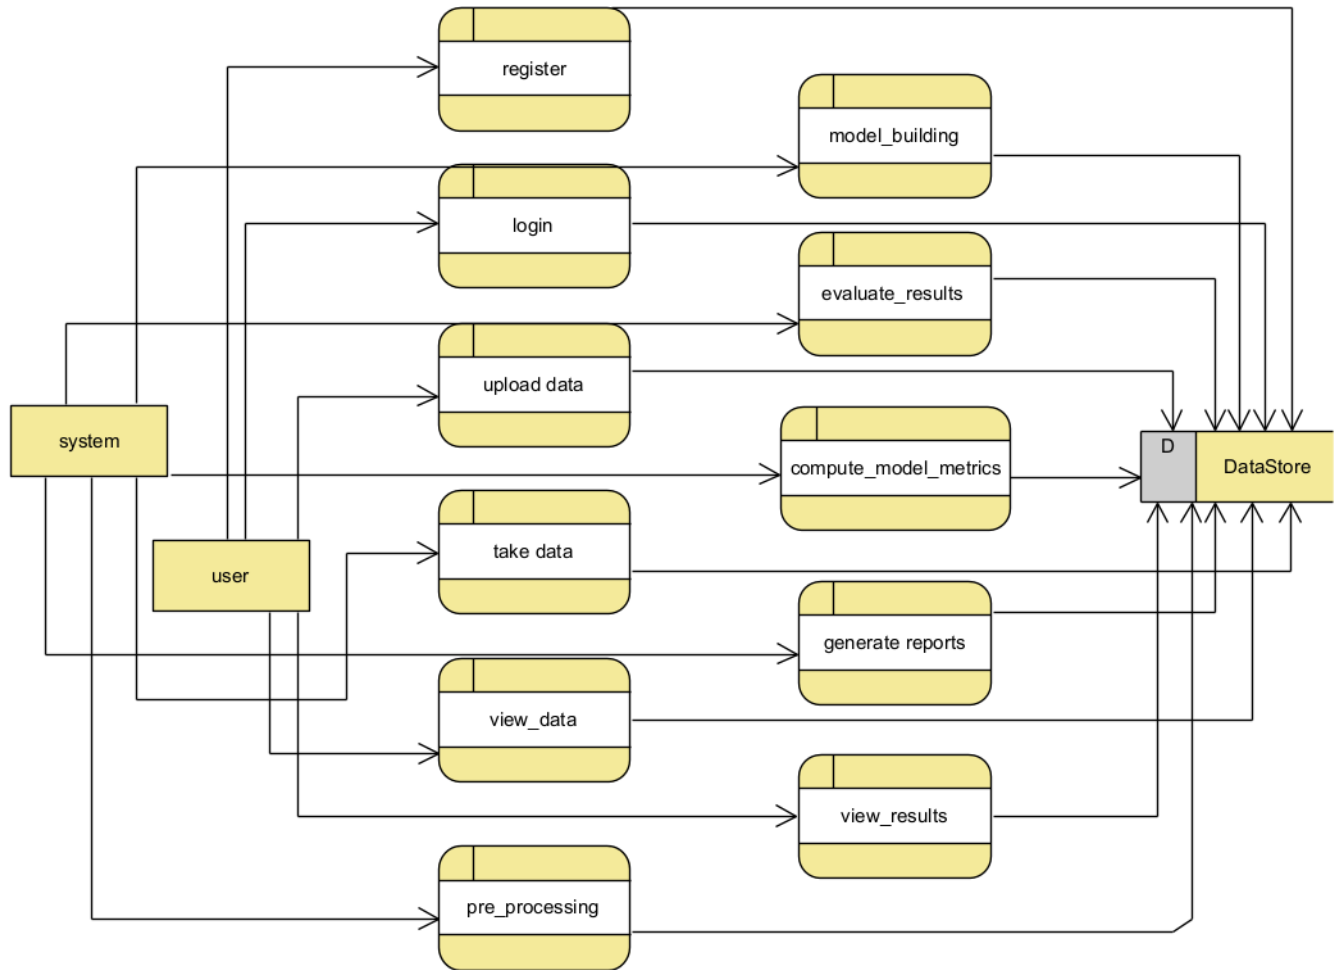 register
model_building
login
evaluate_results
upload data
system
D
DataStore
compute_model_metrics
take data
user
generate reports
view_data
view_results
pre_processing